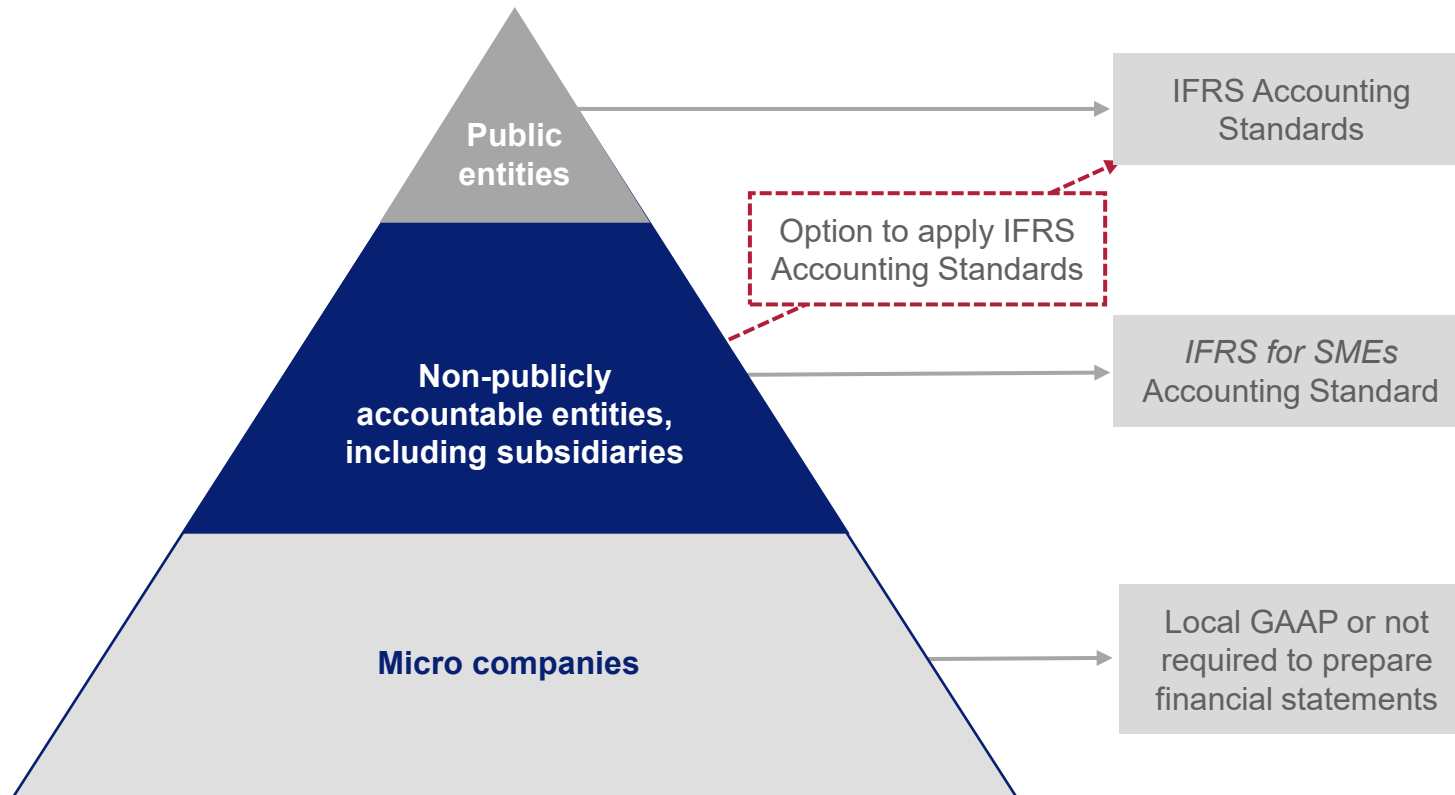 Public
entities
IFRS Accounting
Standards
Option to apply IFRS
Accounting Standards
Non-publicly
accountable entities,
including subsidiaries
IFRS for SMEs
Accounting Standard
Micro companies
Local GAAP or not
required to prepare
financial statements